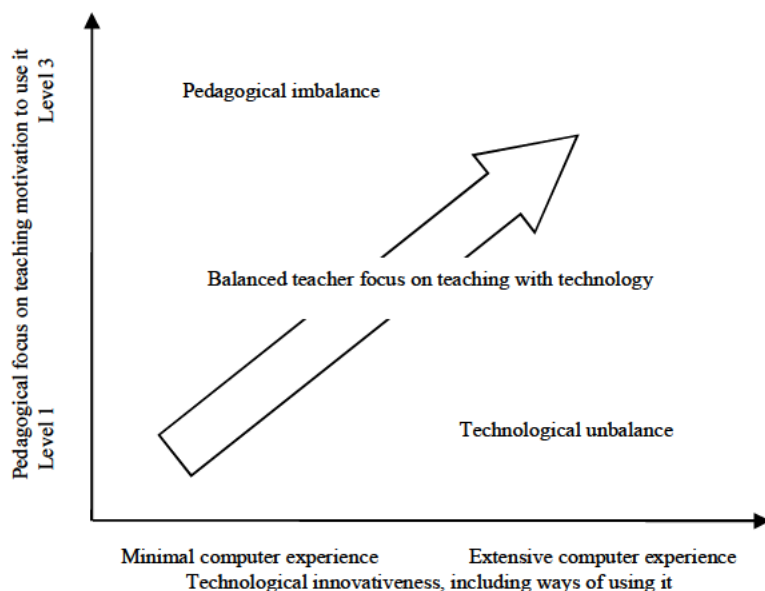 Pedagogical focus on teaching motivation to use it
Level 1
Level 3
Pedagogical imbalance
Balanced teacher focus on teaching with technology
Technological unbalance
Minimal computer experience
Extensive computer experience
Technological innovativeness, including ways of using it